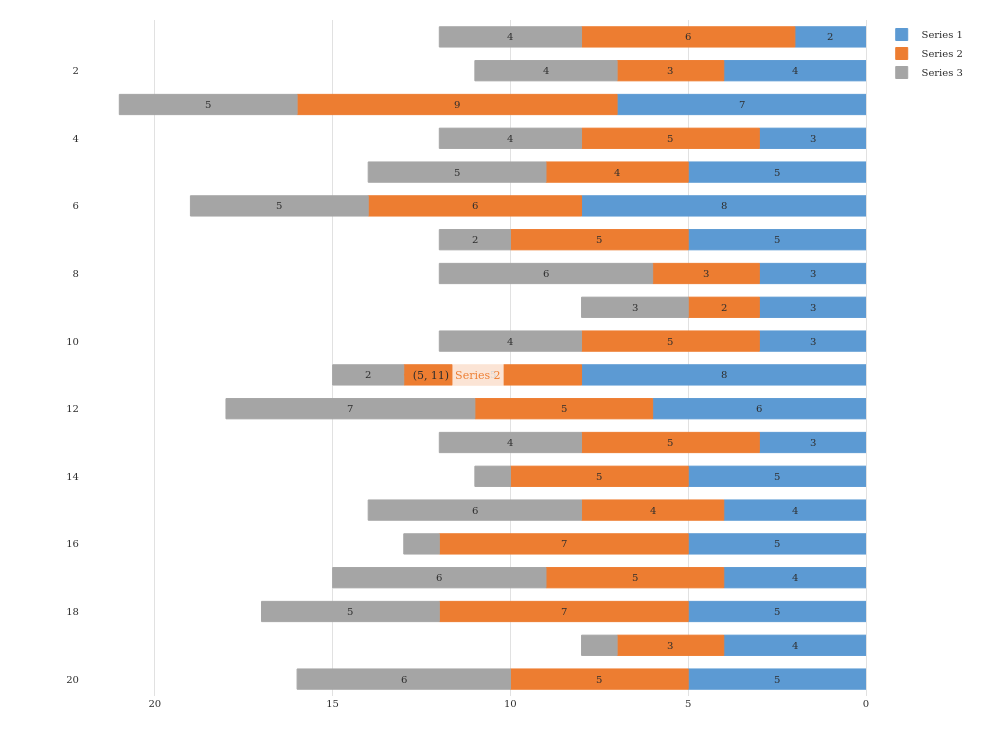 4 6 2 Series 1
Series 2
2 4 3 4 Series 3
5 9 7
4 4 5 3
5 4 5
6 5 6 8
2 5 5
8 6 3 3
3 2 3
10 4 5 3
2 (5, 11) Series 2 8
12 7 5 6
4 5 3
14 5 5
6 4 4
16 7 5
6 5 4
18 5 7 5
3 4
20 6 5 5
20 15 10 5 0